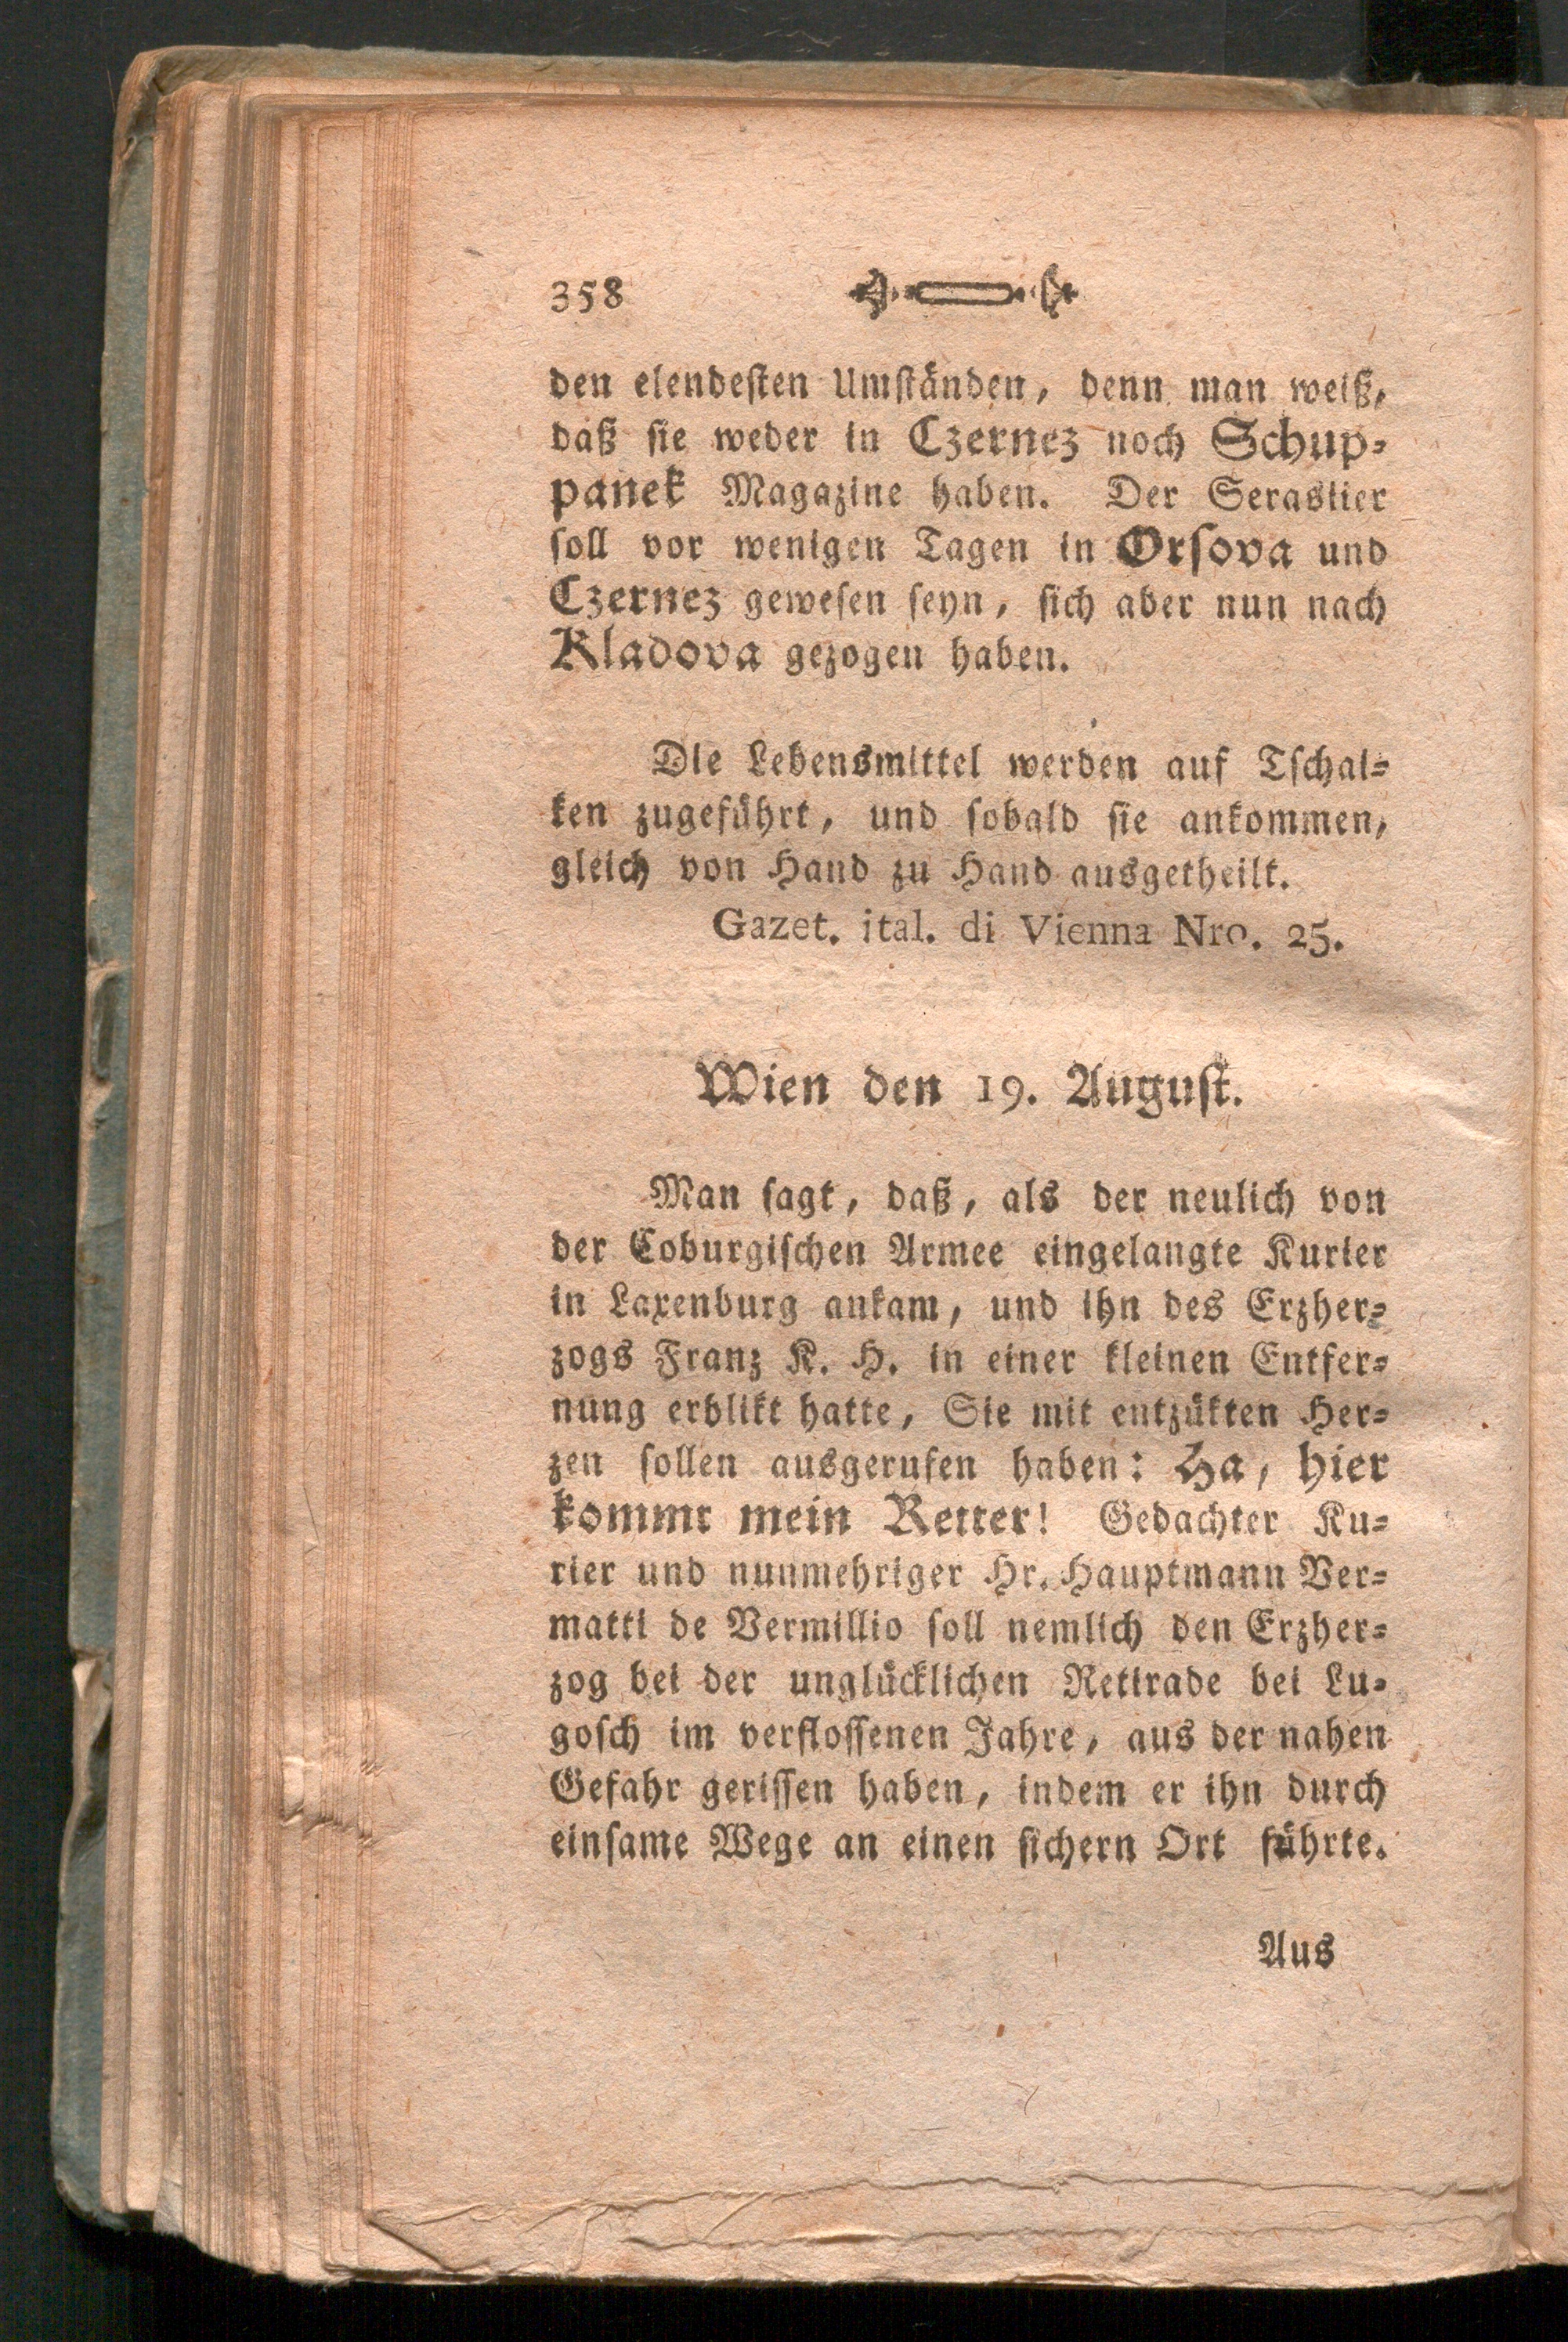 358
den elendesten Umständen, denn man weiß,
daß sie weder in Czernez noch Schup-
panek Magazine haben. Der Seraskier
soll vor wenigen Tagen in Orsova und
Czernez gewesen seyn, sich aber nun nach
Kladova gezogen haben.
Die Lebensmittel werden auf Tschai-
ken zugeführt, und sobald sie ankommen,
gleich von Hand zu Hand ausgetheilt.
Gazet. ital. di Vienna Nro. 25.
Wien den 19. August.
Man sagt, daß, als der neulich von
der Coburgischen Armee eingelangte Kurier
in Laxenburg ankam, und ihn des Erzher-
zogs Franz K. H. in einer kleinen Entfer-
nung erblikt hatte, Sie mit entzükten Her-
zen sollen ausgerufen haben: Ha, hier
kommt mein Retter! Gedachter Ku-
rier und nunmehriger Hr. Hauptmann Ver-
matti de Vermillio soll nemlich den Erzher-
zog bei der unglücklichen Retirade bei Lu-
gosch im verflossenen Jahre, aus der nahen
Gefahr gerissen haben, indem er ihn durch
einsame Wege an einen sichern Ort führte.
Aus